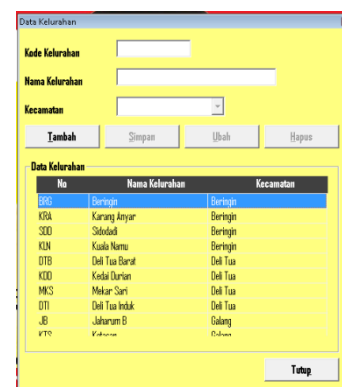 Data Kelurahan
Kode Kelurahan
Nama Kelurahan
Kecamatan
Tambah Simpan Ubah Hapus
Data Kelurahan
No Nama Kelurahan Kecamatan
BRG Beringin Beringin
KRA Karang Anyar Beringin
SDD Sidodadi Beringin
KLN Kuala Namu Beringin
DTB Deli Tua Barat Deli Tua
KDD Kedai Durian Deli Tua
MKS Mekar Sari Deli Tua
DTI Deli Tua Induk Deli Tua
JB Jaharum B Galang
KTS Kotasan Galang
Tutup